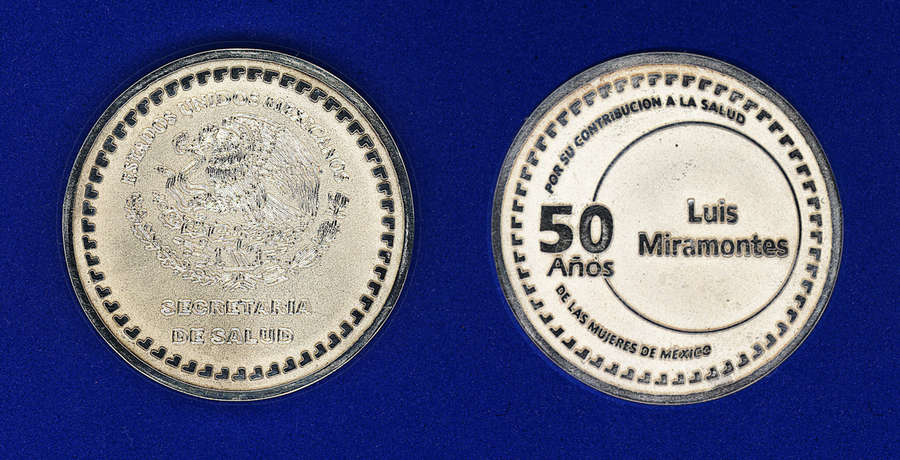 ESTADOS UNIDOS MEXICANOS
SECRETARIA
DE SALUD
POR SU CONTRIBUCION A LA SALUD
50
Años
Luis
Miramontes
DE LAS MUJERES DE MÉXICO